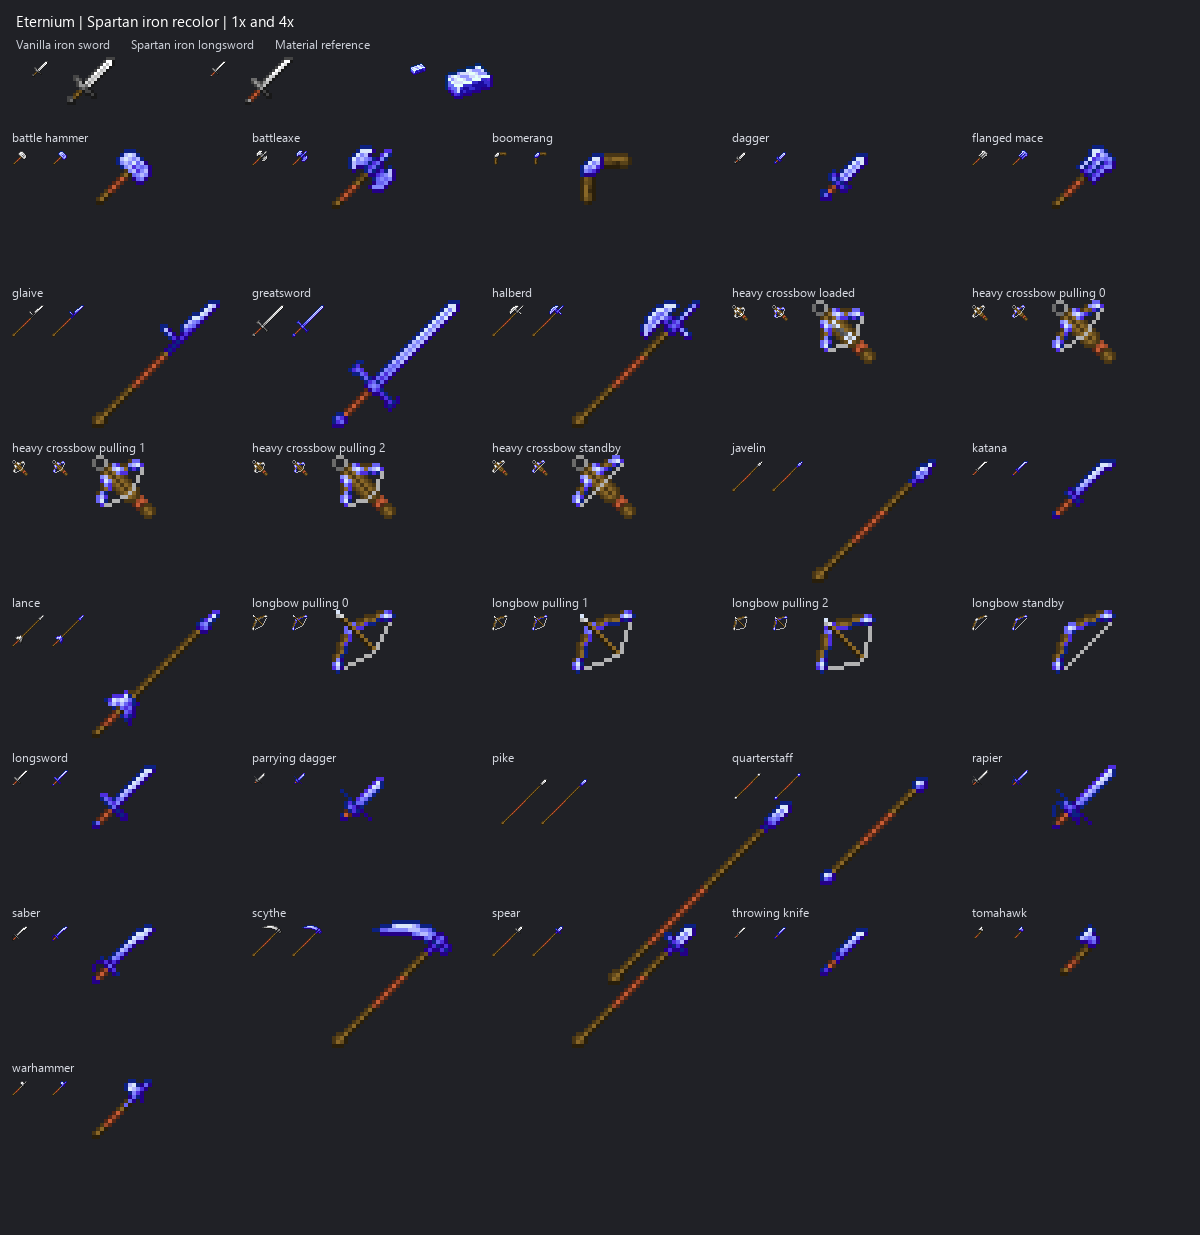 Eternium | Spartan iron recolor | 1x and 4x
Vanilla iron sword Spartan iron longsword Material reference
battle hammer battleaxe boomerang dagger flanged mace
glaive greatsword halberd heavy crossbow loaded heavy crossbow pulling 0
heavy crossbow pulling 1 heavy crossbow pulling 2 heavy crossbow standby javelin katana
lance longbow pulling 0 longbow pulling 1 longbow pulling 2 longbow standby
longsword parrying dagger pike quarterstaff rapier
saber scythe spear throwing knife tomahawk
warhammer